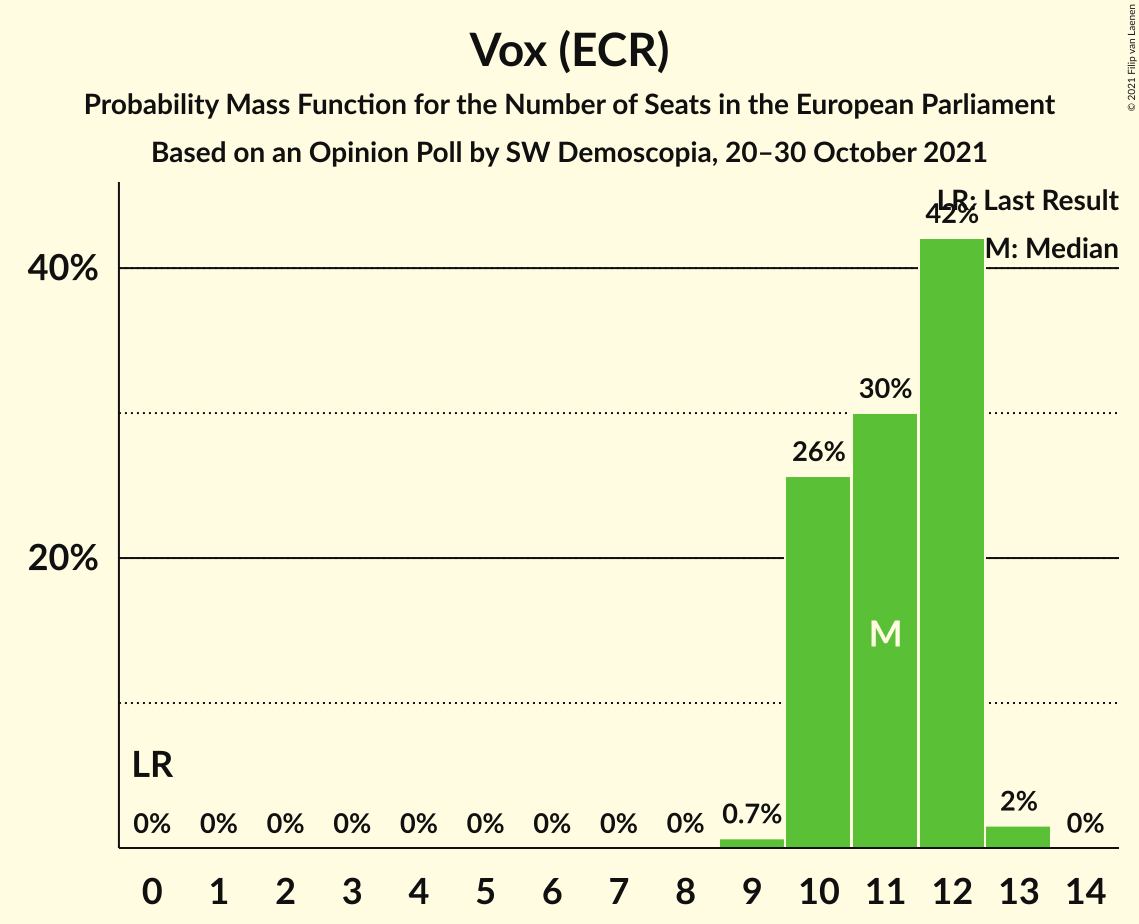 © 2021 Filip van Laenen
Vox (ECR)
Probability Mass Function for the Number of Seats in the European Parliament
Based on an Opinion Poll by SW Demoscopia, 20–30 October 2021
LR: Last Result
M: Median
40%
20%
42%
30%
26%
M
LR
0% 0% 0% 0% 0% 0% 0% 0% 0% 0.7% 2% 0%
0 1 2 3 4 5 6 7 8 9 10 11 12 13 14